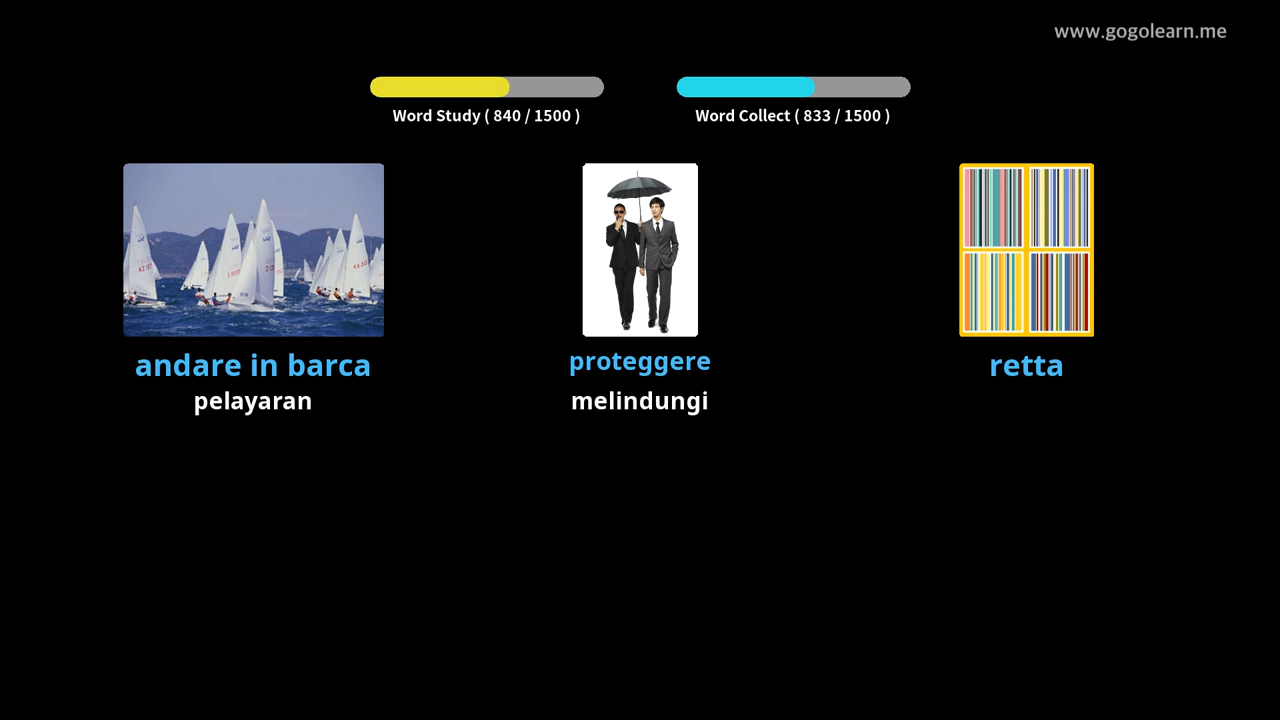 www.gogolearn.me
Word Study ( 840 / 1500 )
Word Collect ( 833 / 1500 )
andare in barca
pelayaran
proteggere
melindungi
retta